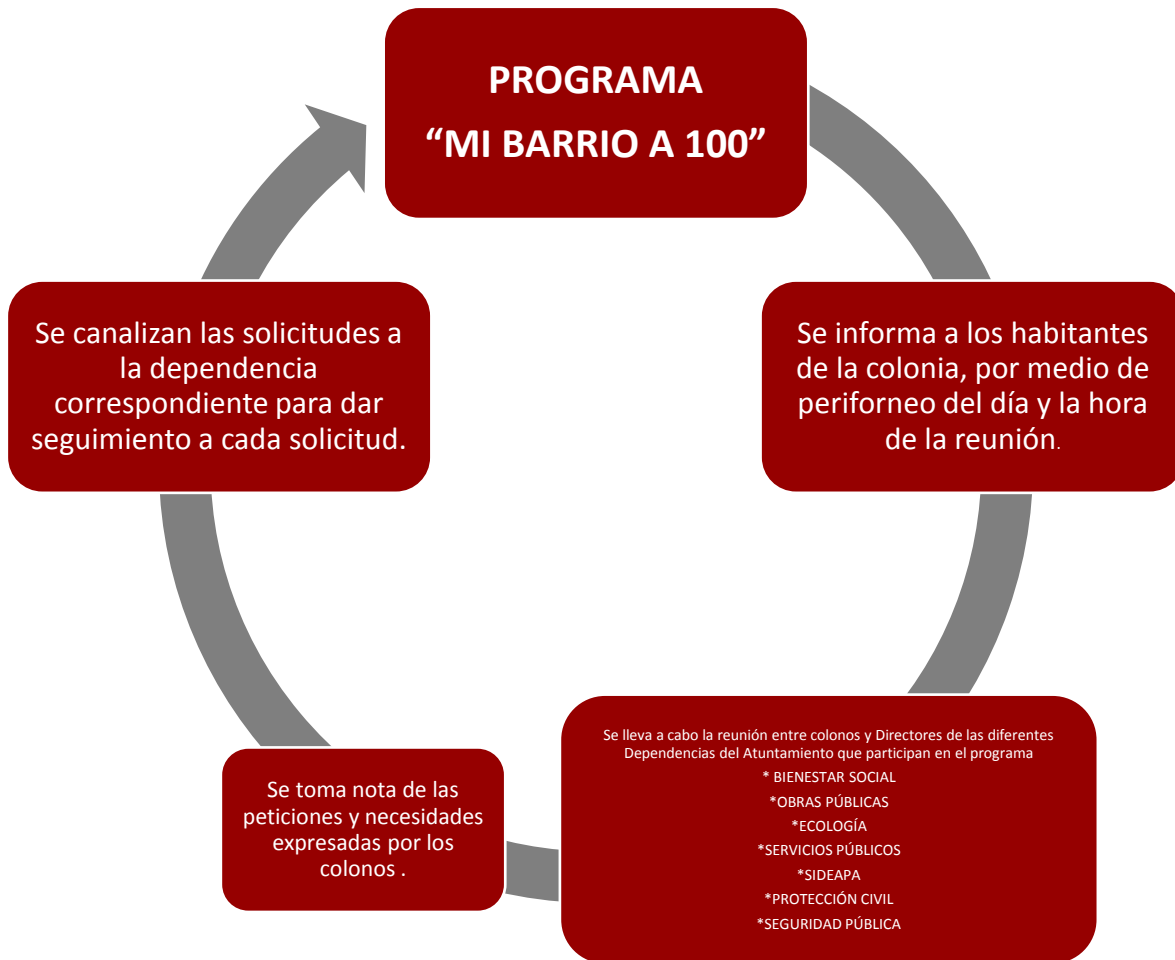 PROGRAMA
“MI BARRIO A 100”
Se informa a los habitantes
de la colonia, por medio de
periforneo del día y la hora
de la reunión.
Se lleva a cabo la reunión entre colonos y Directores de las diferentes
Dependencias del Atuntamiento que participan en el programa
* BIENESTAR SOCIAL
*OBRAS PÚBLICAS
*ECOLOGÍA
*SERVICIOS PÚBLICOS
*SIDEAPA
*PROTECCIÓN CIVIL
*SEGURIDAD PÚBLICA
Se toma nota de las
peticiones y necesidades
expresadas por los
colonos .
Se canalizan las solicitudes a
la dependencia
correspondiente para dar
seguimiento a cada solicitud.